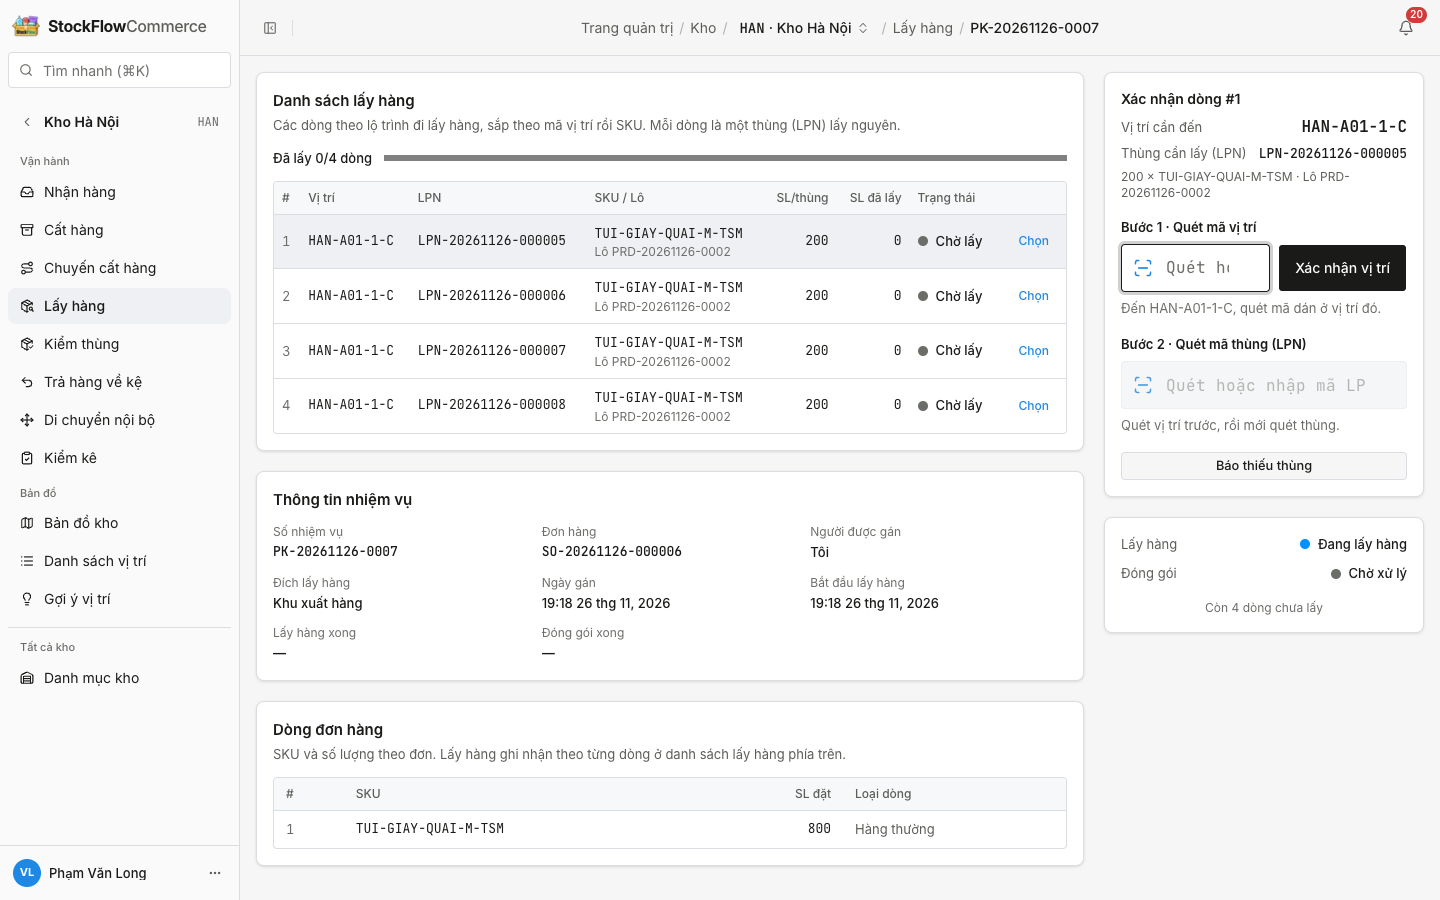 StockFlowCommerce
Tìm nhanh (⌘K)
Kho Hà Nội HAN
Vận hành
Nhận hàng
Cất hàng
Chuyến cất hàng
Lấy hàng
Kiểm thùng
Trả hàng về kệ
Di chuyển nội bộ
Kiểm kê
Bản đồ
Bản đồ kho
Danh sách vị trí
Gợi ý vị trí
Tất cả kho
Danh mục kho
VL Phạm Văn Long
Trang quản trị / Kho / HAN · Kho Hà Nội / Lấy hàng / PK-20261126-0007
20
Danh sách lấy hàng
Các dòng theo lộ trình đi lấy hàng, sắp theo mã vị trí rồi SKU. Mỗi dòng là một thùng (LPN) lấy nguyên.
Đã lấy 0/4 dòng
# Vị trí LPN SKU / Lô SL/thùng SL đã lấy Trạng thái
1 HAN-A01-1-C LPN-20261126-000005 TUI-GIAY-QUAI-M-TSM 200 0 Chờ lấy Chọn
Lô PRD-20261126-0002
2 HAN-A01-1-C LPN-20261126-000006 TUI-GIAY-QUAI-M-TSM 200 0 Chờ lấy Chọn
Lô PRD-20261126-0002
3 HAN-A01-1-C LPN-20261126-000007 TUI-GIAY-QUAI-M-TSM 200 0 Chờ lấy Chọn
Lô PRD-20261126-0002
4 HAN-A01-1-C LPN-20261126-000008 TUI-GIAY-QUAI-M-TSM 200 0 Chờ lấy Chọn
Lô PRD-20261126-0002
Thông tin nhiệm vụ
Số nhiệm vụ Đơn hàng Người được gán
PK-20261126-0007 SO-20261126-000006 Tôi
Đích lấy hàng Ngày gán Bắt đầu lấy hàng
Khu xuất hàng 19:18 26 thg 11, 2026 19:18 26 thg 11, 2026
Lấy hàng xong Đóng gói xong
— —
Dòng đơn hàng
SKU và số lượng theo đơn. Lấy hàng ghi nhận theo từng dòng ở danh sách lấy hàng phía trên.
# SKU SL đặt Loại dòng
1 TUI-GIAY-QUAI-M-TSM 800 Hàng thường
Xác nhận dòng #1
Vị trí cần đến HAN-A01-1-C
Thùng cần lấy (LPN) LPN-20261126-000005
200 × TUI-GIAY-QUAI-M-TSM · Lô PRD-
20261126-0002
Bước 1 · Quét mã vị trí
Quét Xác nhận vị trí
Đến HAN-A01-1-C, quét mã dán ở vị trí đó.
Bước 2 · Quét mã thùng (LPN)
Quét hoặc nhập mã LP
Quét vị trí trước, rồi mới quét thùng.
Báo thiếu thùng
Lấy hàng Đang lấy hàng
Đóng gói Chờ xử lý
Còn 4 dòng chưa lấy